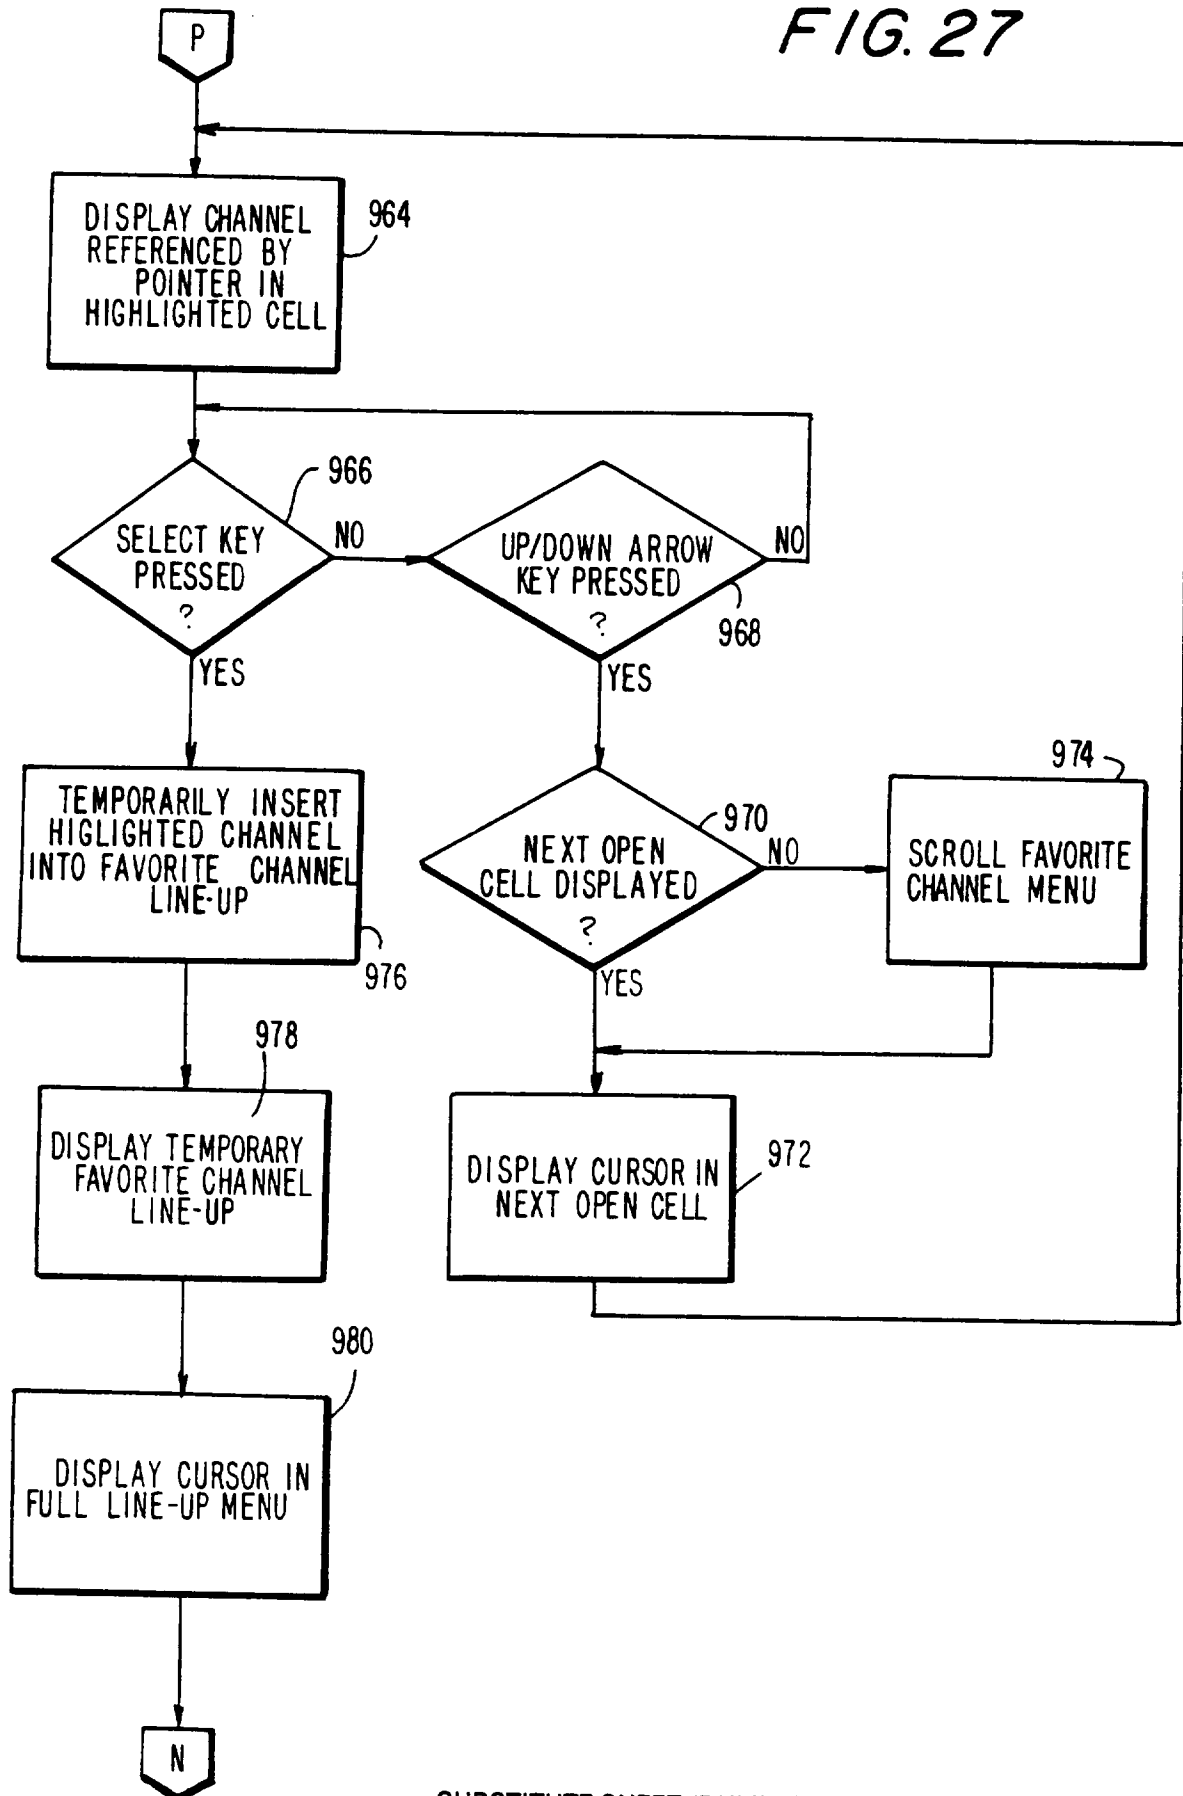 P
FIG. 27
DISPLAY CHANNEL
REFERENCED BY
POINTER IN
HIGHLIGHTED CELL
964
966
SELECT KEY
PRESSED
?
NO
UP/DOWN ARROW
KEY PRESSED
?
NO
968
YES
YES
TEMPORARILY INSERT
HIGLIGHTED CHANNEL
INTO FAVORITE CHANNEL
LINE-UP
976
970
NEXT OPEN
CELL DISPLAYED
?
NO
974
SCROLL FAVORITE
CHANNEL MENU
YES
978
DISPLAY TEMPORARY
FAVORITE CHANNEL
LINE-UP
DISPLAY CURSOR IN
NEXT OPEN CELL
972
980
DISPLAY CURSOR IN
FULL LINE-UP MENU
N